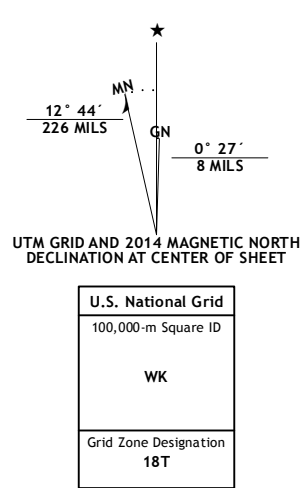 ★
MN
12° 44´
226 MILS
GN
0° 27´
8 MILS
UTM GRID AND 2014 MAGNETIC NORTH
DECLINATION AT CENTER OF SHEET
U.S. National Grid
100,000-m Square ID
WK
Grid Zone Designation
18T